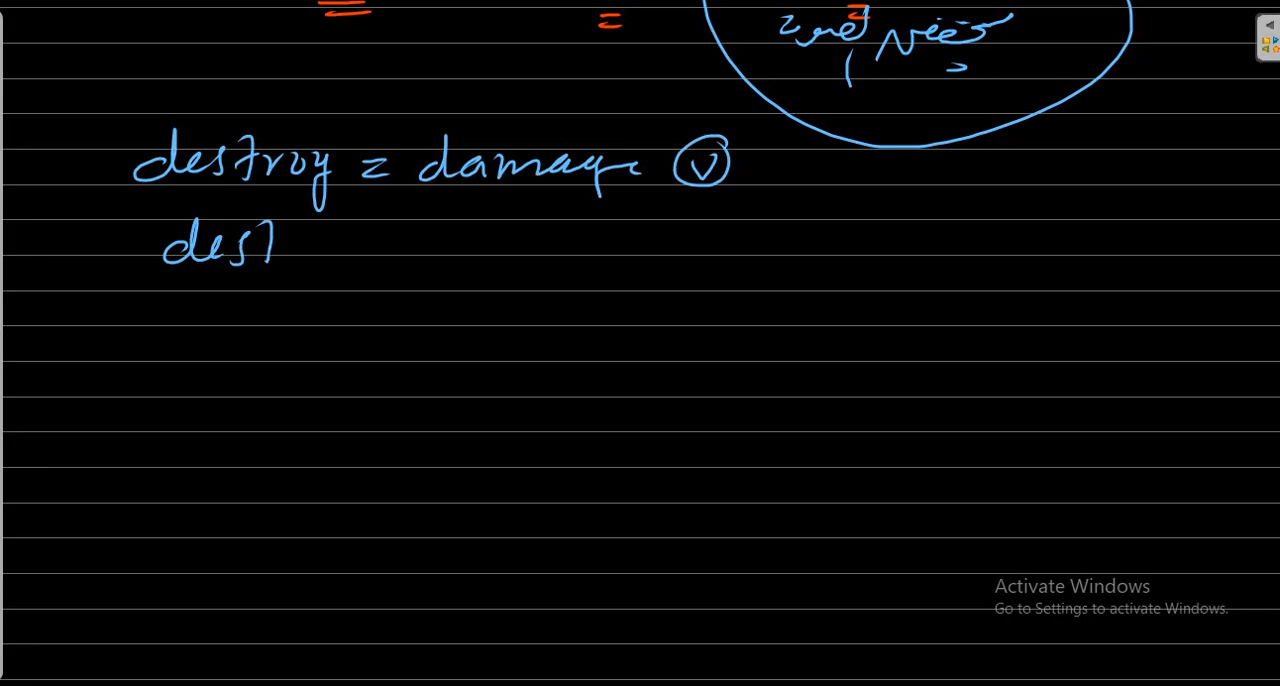 destroy = damage (v)
dest
Activate Windows
Go to Settings to activate Windows.